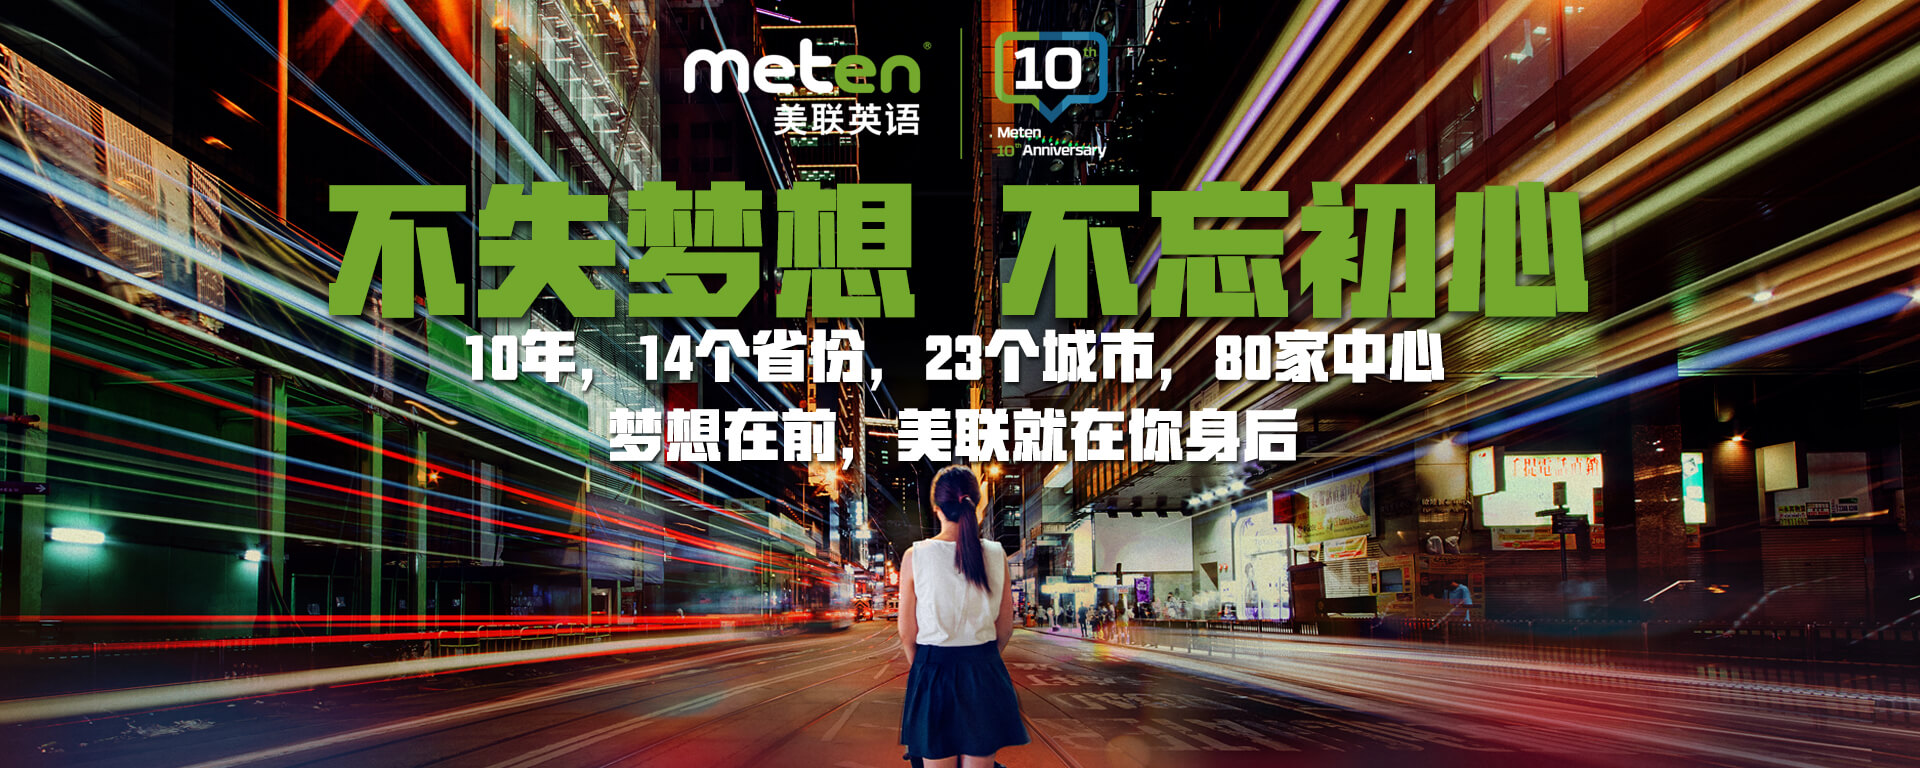 meten®
美联英语
10th
Meten
10th Anniversary
不失梦想 不忘初心
10年，14个省份，23个城市，80家中心
梦想在前，美联就在你身后